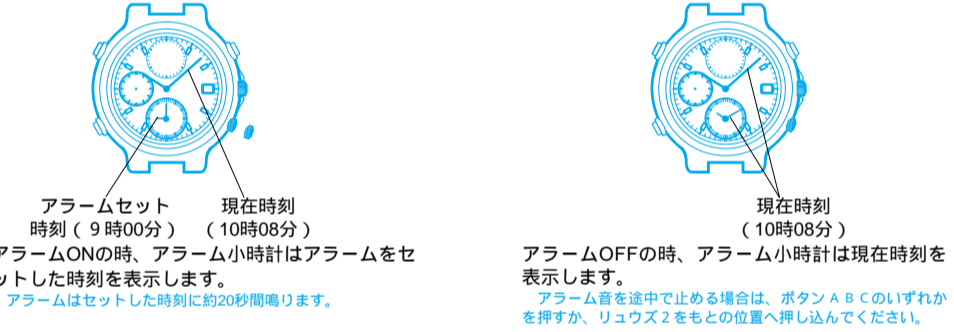 アラームセット
時刻（９時00分）
現在時刻
（10時08分）
アラームONの時、アラーム小時計はアラームをセ
ットした時刻を表示します。
アラームはセットした時刻に約20秒間鳴ります。
現在時刻
（10時08分）
アラームOFFの時、アラーム小時計は現在時刻を
表示します。
アラーム音を途中で止める場合は、ボタンＡＢＣのいずれか
を押すか、リュウズ２をもとの位置へ押し込んでください。